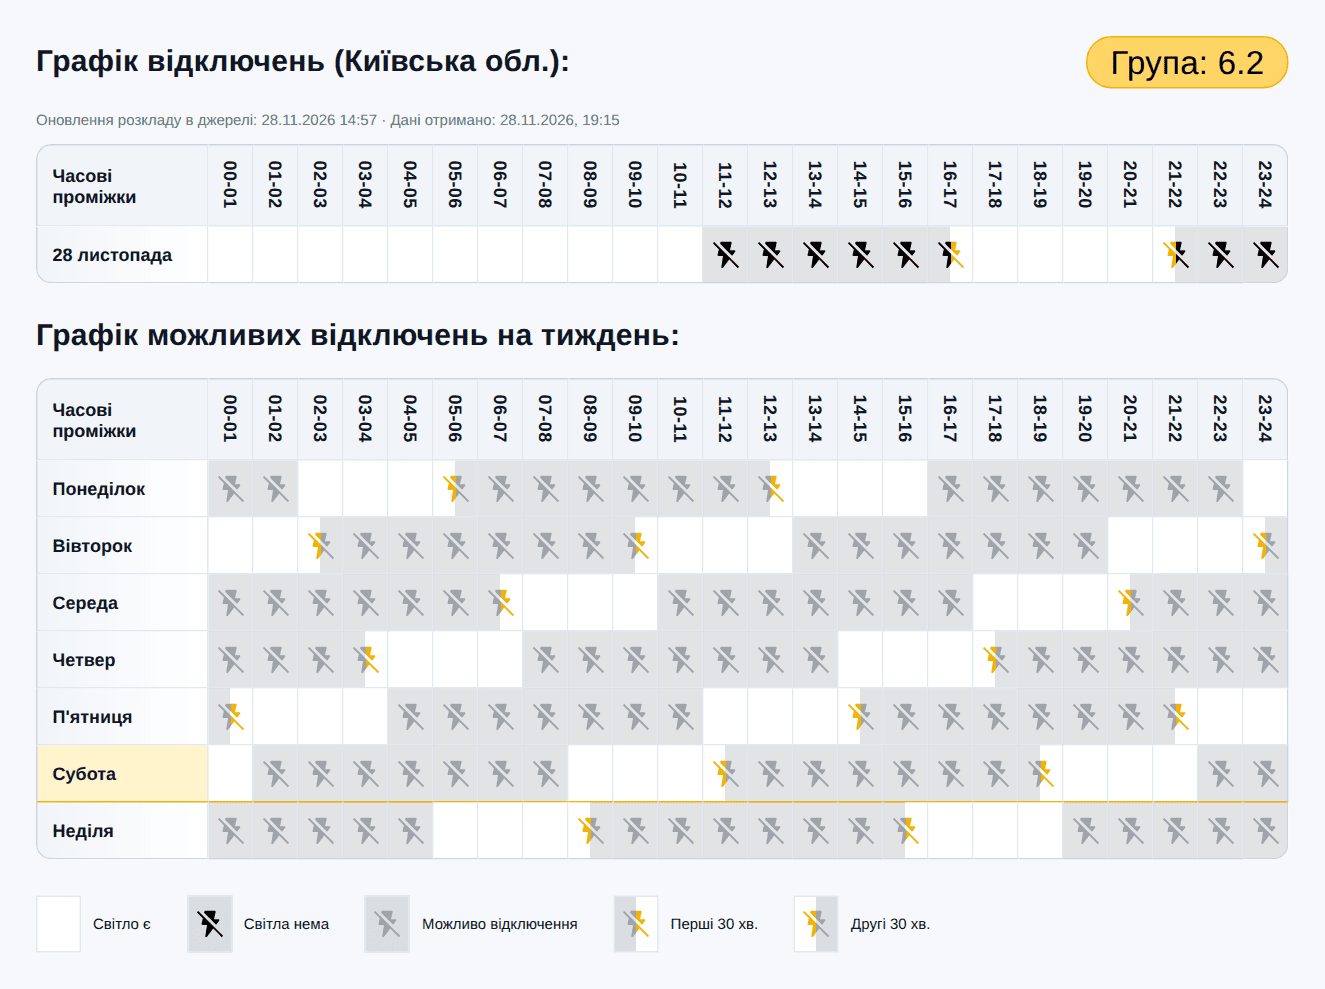 Графік відключень (Київська обл.):
Група: 6.2
Оновлення розкладу в джерелі: 28.11.2026 14:57 · Дані отримано: 28.11.2026, 19:15
Часові проміжки 00-01 01-02 02-03 03-04 04-05 05-06 06-07 07-08 08-09 09-10 10-11 11-12 12-13 13-14 14-15 15-16 16-17 17-18 18-19 19-20 20-21 21-22 22-23 23-24
28 листопада
Графік можливих відключень на тиждень:
Часові проміжки 00-01 01-02 02-03 03-04 04-05 05-06 06-07 07-08 08-09 09-10 10-11 11-12 12-13 13-14 14-15 15-16 16-17 17-18 18-19 19-20 20-21 21-22 22-23 23-24
Понеділок
Вівторок
Середа
Четвер
П'ятниця
Субота
Неділя
Світло є Світла нема Можливо відключення Перші 30 хв. Другі 30 хв.